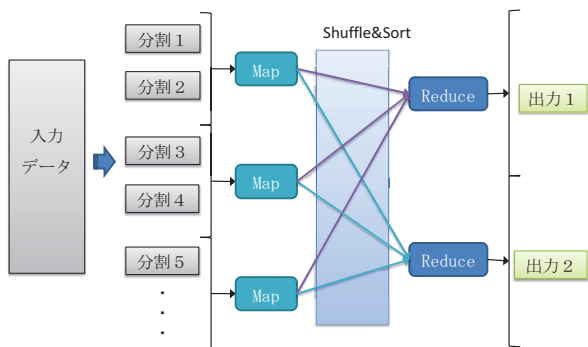 入力
データ
分割1
分割2
分割3
分割4
分割5
・
・
・
Map
Map
Map
Shuffle&Sort
Reduce
Reduce
出力1
出力2